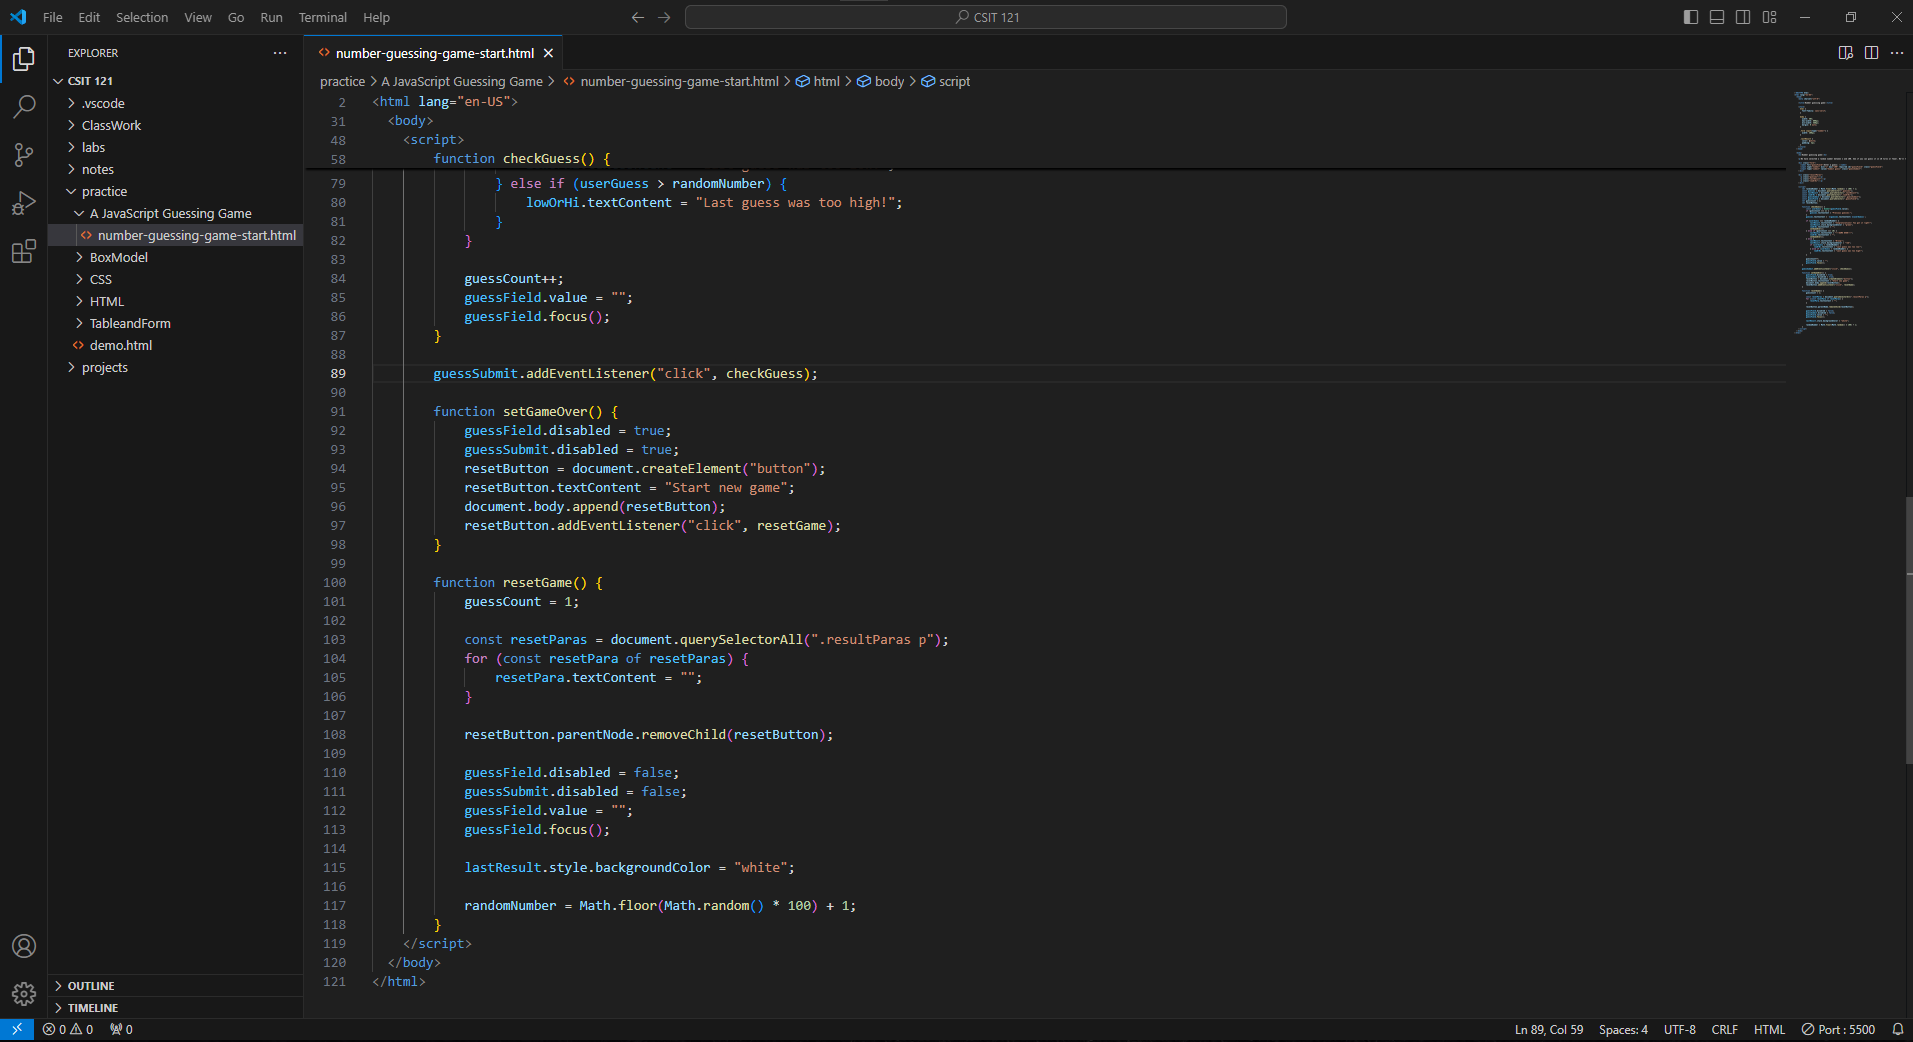 File Edit Selection View Go Run Terminal Help
CSIT 121
EXPLORER
CSIT 121
.vscode
ClassWork
labs
notes
practice
A JavaScript Guessing Game
number-guessing-game-start.html
BoxModel
CSS
HTML
TableandForm
demo.html
projects
OUTLINE
TIMELINE
number-guessing-game-start.html
practice > A JavaScript Guessing Game > number-guessing-game-start.html > html > body > script
2 <html lang="en-US">
31 <body>
48 <script>
58 function checkGuess() {
79 } else if (userGuess > randomNumber) {
80 lowOrHi.textContent = "Last guess was too high!";
81 }
82 }
83
84 guessCount++;
85 guessField.value = "";
86 guessField.focus();
87 }
88
89 guessSubmit.addEventListener("click", checkGuess);
90
91 function setGameOver() {
92 guessField.disabled = true;
93 guessSubmit.disabled = true;
94 resetButton = document.createElement("button");
95 resetButton.textContent = "Start new game";
96 document.body.append(resetButton);
97 resetButton.addEventListener("click", resetGame);
98 }
99
100 function resetGame() {
101 guessCount = 1;
102
103 const resetParas = document.querySelectorAll(".resultParas p");
104 for (const resetPara of resetParas) {
105 resetPara.textContent = "";
106 }
107
108 resetButton.parentNode.removeChild(resetButton);
109
110 guessField.disabled = false;
111 guessSubmit.disabled = false;
112 guessField.value = "";
113 guessField.focus();
114
115 lastResult.style.backgroundColor = "white";
116
117 randomNumber = Math.floor(Math.random() * 100) + 1;
118 }
119 </script>
120 </body>
121 </html>
0 0 0
Ln 89, Col 59 Spaces: 4 UTF-8 CRLF HTML Port : 5500